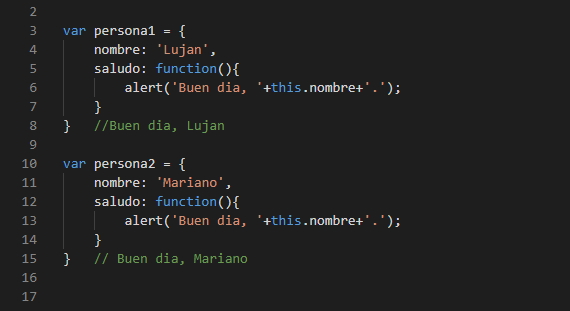 2
3 var persona1 = {
4 nombre: 'Lujan',
5 saludo: function(){
6 alert('Buen dia, '+this.nombre+'.');
7 }
8 } //Buen dia, Lujan
9
10 var persona2 = {
11 nombre: 'Mariano',
12 saludo: function(){
13 alert('Buen dia, '+this.nombre+'.');
14 }
15 } // Buen dia, Mariano
16
17